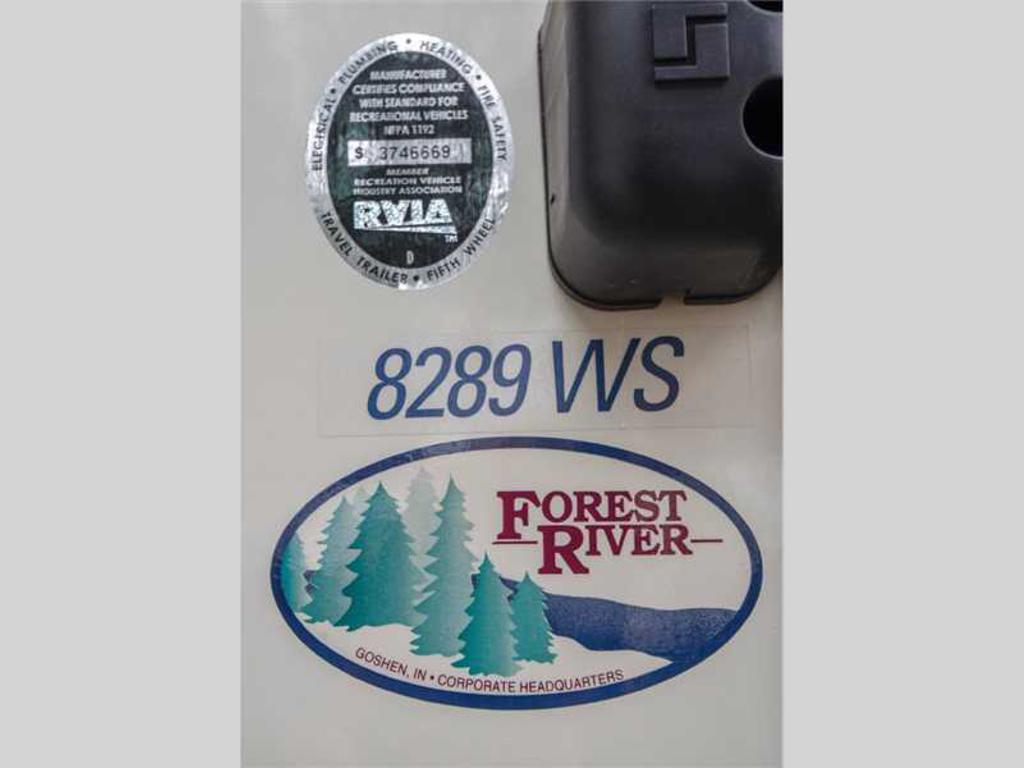 ELECTRICAL • PLUMBING • HEATING • FIRE SAFETY
MANUFACTURER
CERTIFIES COMPLIANCE
WITH STANDARD FOR
RECREATIONAL VEHICLES
NFPA 1192
S 3746669
MEMBER
RECREATION VEHICLE
INDUSTRY ASSOCIATION
RVIA
TM
D
TRAVEL TRAILER • FIFTH WHEEL
8289 WS
FOREST
RIVER
GOSHEN, IN • CORPORATE HEADQUARTERS